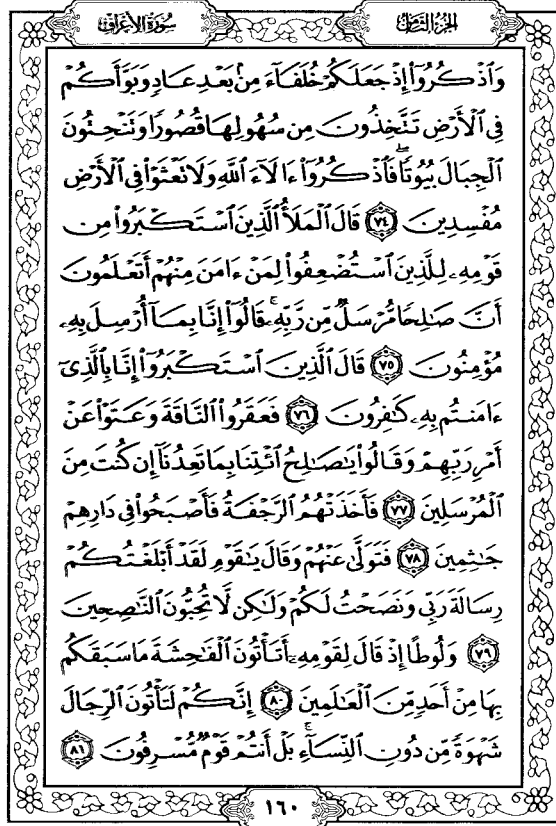 سُورَةُ الأَعْرَافِ الجُزْءُ الثَّامِنُ
وَٱذْكُرُوٓا۟ إِذْ جَعَلَكُمْ خُلَفَآءَ مِنۢ بَعْدِ عَادٍ وَبَوَّأَكُمْ
فِى ٱلْأَرْضِ تَتَّخِذُونَ مِن سُهُولِهَا قُصُورًا وَتَنْحِتُونَ
ٱلْجِبَالَ بُيُوتًا ۖ فَٱذْكُرُوٓا۟ ءَالَآءَ ٱللَّهِ وَلَا تَعْثَوْا۟ فِى ٱلْأَرْضِ
مُفْسِدِينَ ٧٤ قَالَ ٱلْمَلَأُ ٱلَّذِينَ ٱسْتَكْبَرُوا۟ مِن
قَوْمِهِۦ لِلَّذِينَ ٱسْتُضْعِفُوا۟ لِمَنْ ءَامَنَ مِنْهُمْ أَتَعْلَمُونَ
أَنَّ صَـٰلِحًا مُّرْسَلٌ مِّن رَّبِّهِۦ ۚ قَالُوٓا۟ إِنَّا بِمَآ أُرْسِلَ بِهِۦ
مُؤْمِنُونَ ٧٥ قَالَ ٱلَّذِينَ ٱسْتَكْبَرُوٓا۟ إِنَّا بِٱلَّذِىٓ
ءَامَنتُم بِهِۦ كَـٰفِرُونَ ٧٦ فَعَقَرُوا۟ ٱلنَّاقَةَ وَعَتَوْا۟ عَنْ
أَمْرِ رَبِّهِمْ وَقَالُوا۟ يَـٰصَـٰلِحُ ٱئْتِنَا بِمَا تَعِدُنَآ إِن كُنتَ مِنَ
ٱلْمُرْسَلِينَ ٧٧ فَأَخَذَتْهُمُ ٱلرَّجْفَةُ فَأَصْبَحُوا۟ فِى دَارِهِمْ
جَـٰثِمِينَ ٧٨ فَتَوَلَّىٰ عَنْهُمْ وَقَالَ يَـٰقَوْمِ لَقَدْ أَبْلَغْتُكُمْ
رِسَالَةَ رَبِّى وَنَصَحْتُ لَكُمْ وَلَـٰكِن لَّا تُحِبُّونَ ٱلنَّـٰصِحِينَ
٧٩ وَلُوطًا إِذْ قَالَ لِقَوْمِهِۦٓ أَتَأْتُونَ ٱلْفَـٰحِشَةَ مَا سَبَقَكُم
بِهَا مِنْ أَحَدٍ مِّنَ ٱلْعَـٰلَمِينَ ٨٠ إِنَّكُمْ لَتَأْتُونَ ٱلرِّجَالَ
شَهْوَةً مِّن دُونِ ٱلنِّسَآءِ ۚ بَلْ أَنتُمْ قَوْمٌ مُّسْرِفُونَ ٨١
١٦٠